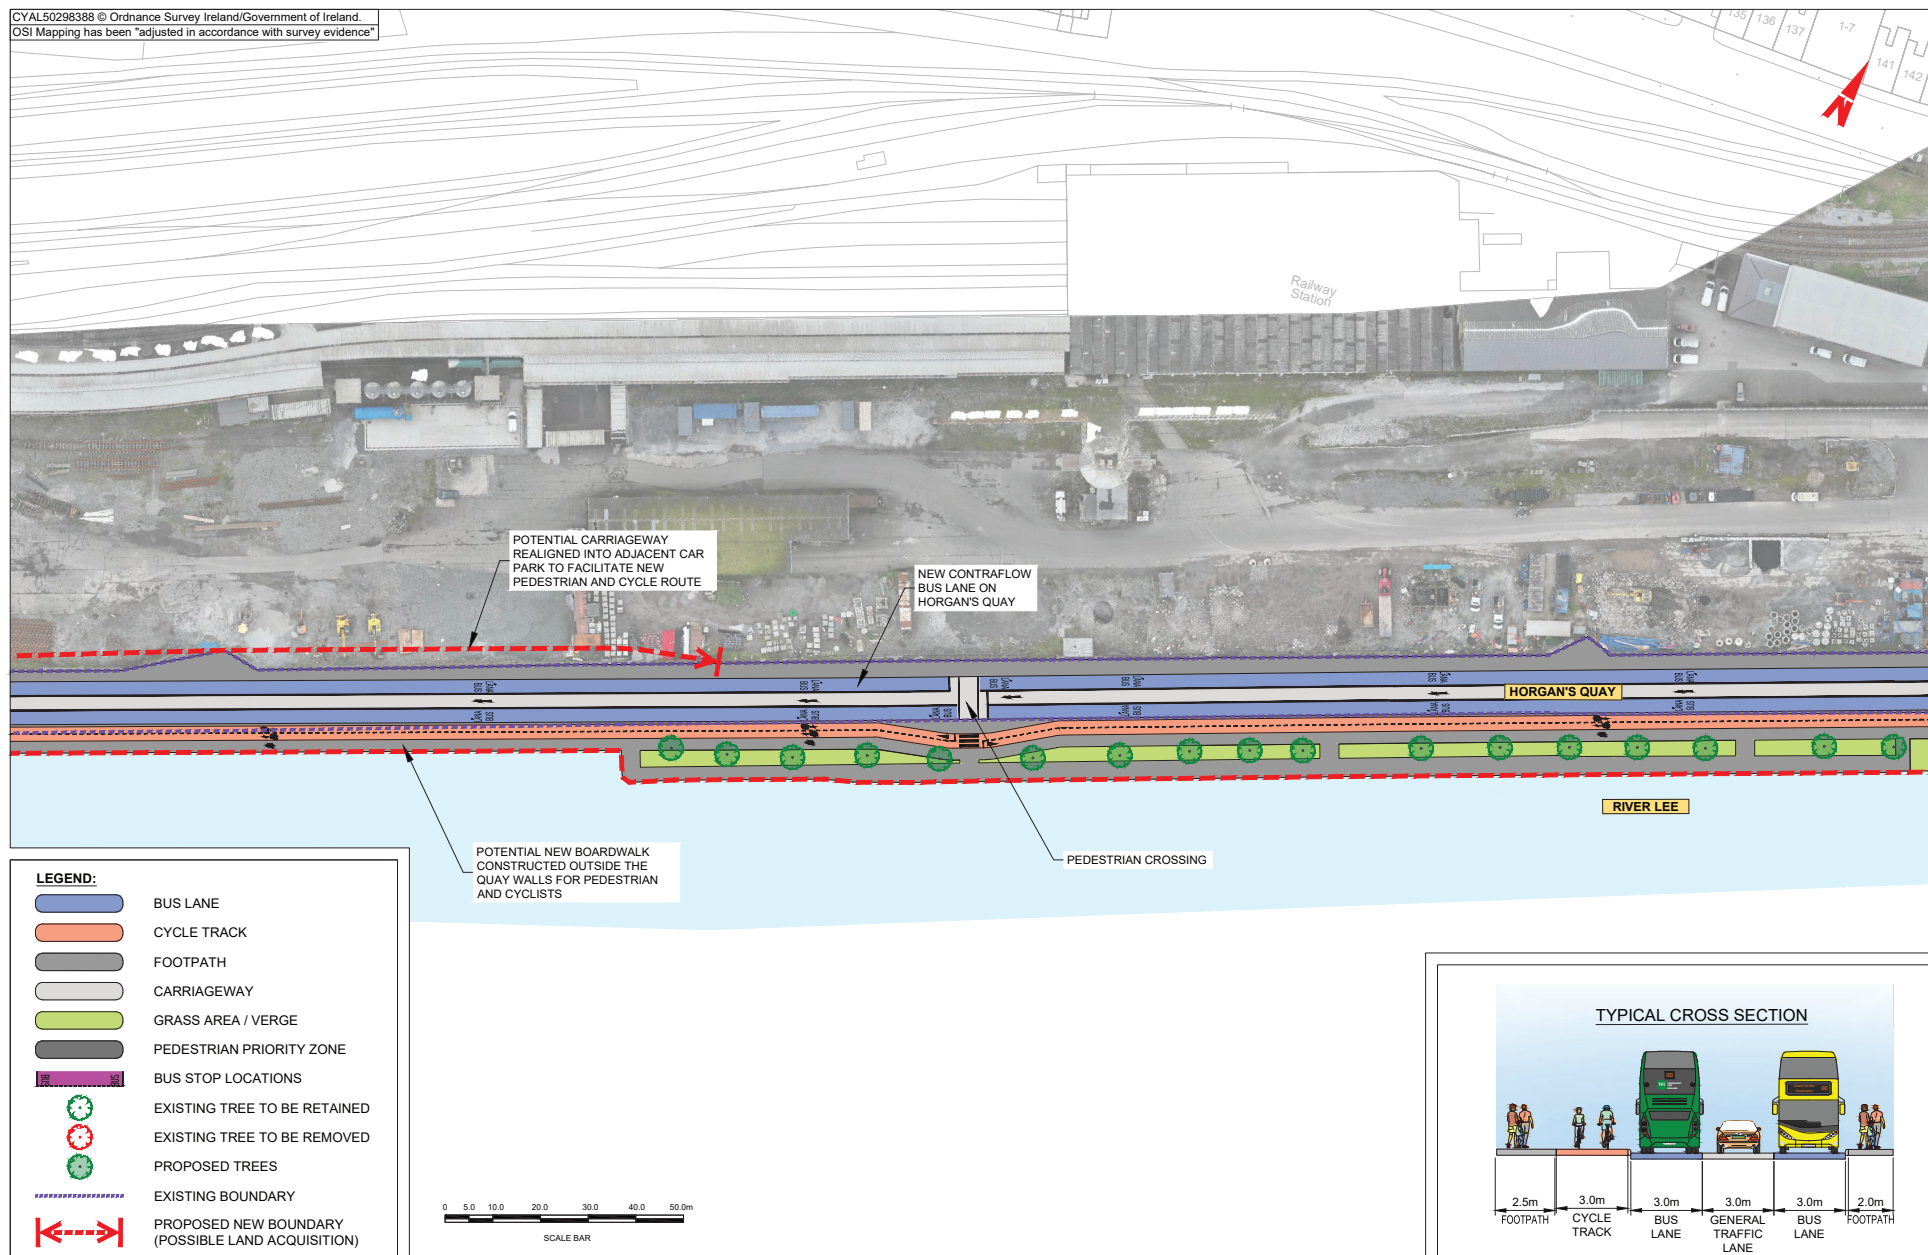 CYAL50298388 © Ordnance Survey Ireland/Government of Ireland.
OSI Mapping has been "adjusted in accordance with survey evidence"
135
136
137
1-7
141
142
N
Railway
Station
POTENTIAL CARRIAGEWAY
REALIGNED INTO ADJACENT CAR
PARK TO FACILITATE NEW
PEDESTRIAN AND CYCLE ROUTE
NEW CONTRAFLOW
BUS LANE ON
HORGAN'S QUAY
HORGAN'S QUAY
RIVER LEE
POTENTIAL NEW BOARDWALK
CONSTRUCTED OUTSIDE THE
QUAY WALLS FOR PEDESTRIAN
AND CYCLISTS
PEDESTRIAN CROSSING
LEGEND:
BUS LANE
CYCLE TRACK
FOOTPATH
CARRIAGEWAY
GRASS AREA / VERGE
PEDESTRIAN PRIORITY ZONE
BUS STOP LOCATIONS
EXISTING TREE TO BE RETAINED
EXISTING TREE TO BE REMOVED
PROPOSED TREES
EXISTING BOUNDARY
PROPOSED NEW BOUNDARY
(POSSIBLE LAND ACQUISITION)
0 5.0 10.0 20.0 30.0 40.0 50.0m
SCALE BAR
TYPICAL CROSS SECTION
2.5m
FOOTPATH
3.0m
CYCLE
TRACK
3.0m
BUS
LANE
3.0m
GENERAL
TRAFFIC
LANE
3.0m
BUS
LANE
2.0m
FOOTPATH